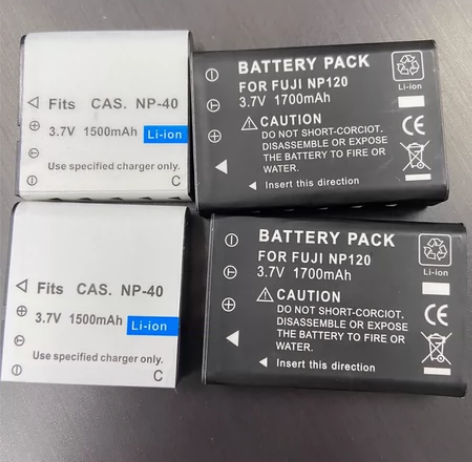 Fits CAS. NP-40
3.7V 1500mAh Li-ion
Use specified charger only.
C
BATTERY PACK
FOR FUJI NP120
3.7V 1700mAh
CAUTION
DO NOT SHORT-CORCIOT.
DISASSEMBLE OR EXPOSE
THE BATTERY TO FIRE OR
WATER.
Insert this direction
Li-ion
CE
Fits CAS. NP-40
3.7V 1500mAh Li-ion
Use specified charger only.
C
BATTERY PACK
FOR FUJI NP120
3.7V 1700mAh
CAUTION
DO NOT SHORT-CORCIOT.
DISASSEMBLE OR EXPOSE
THE BATTERY TO FIRE OR
WATER.
Insert this direction
Li-ion
CE